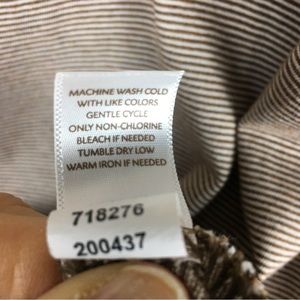 MACHINE WASH COLD
WITH LIKE COLORS
GENTLE CYCLE
ONLY NON-CHLORINE
BLEACH IF NEEDED
TUMBLE DRY LOW
WARM IRON IF NEEDED
718276
200437